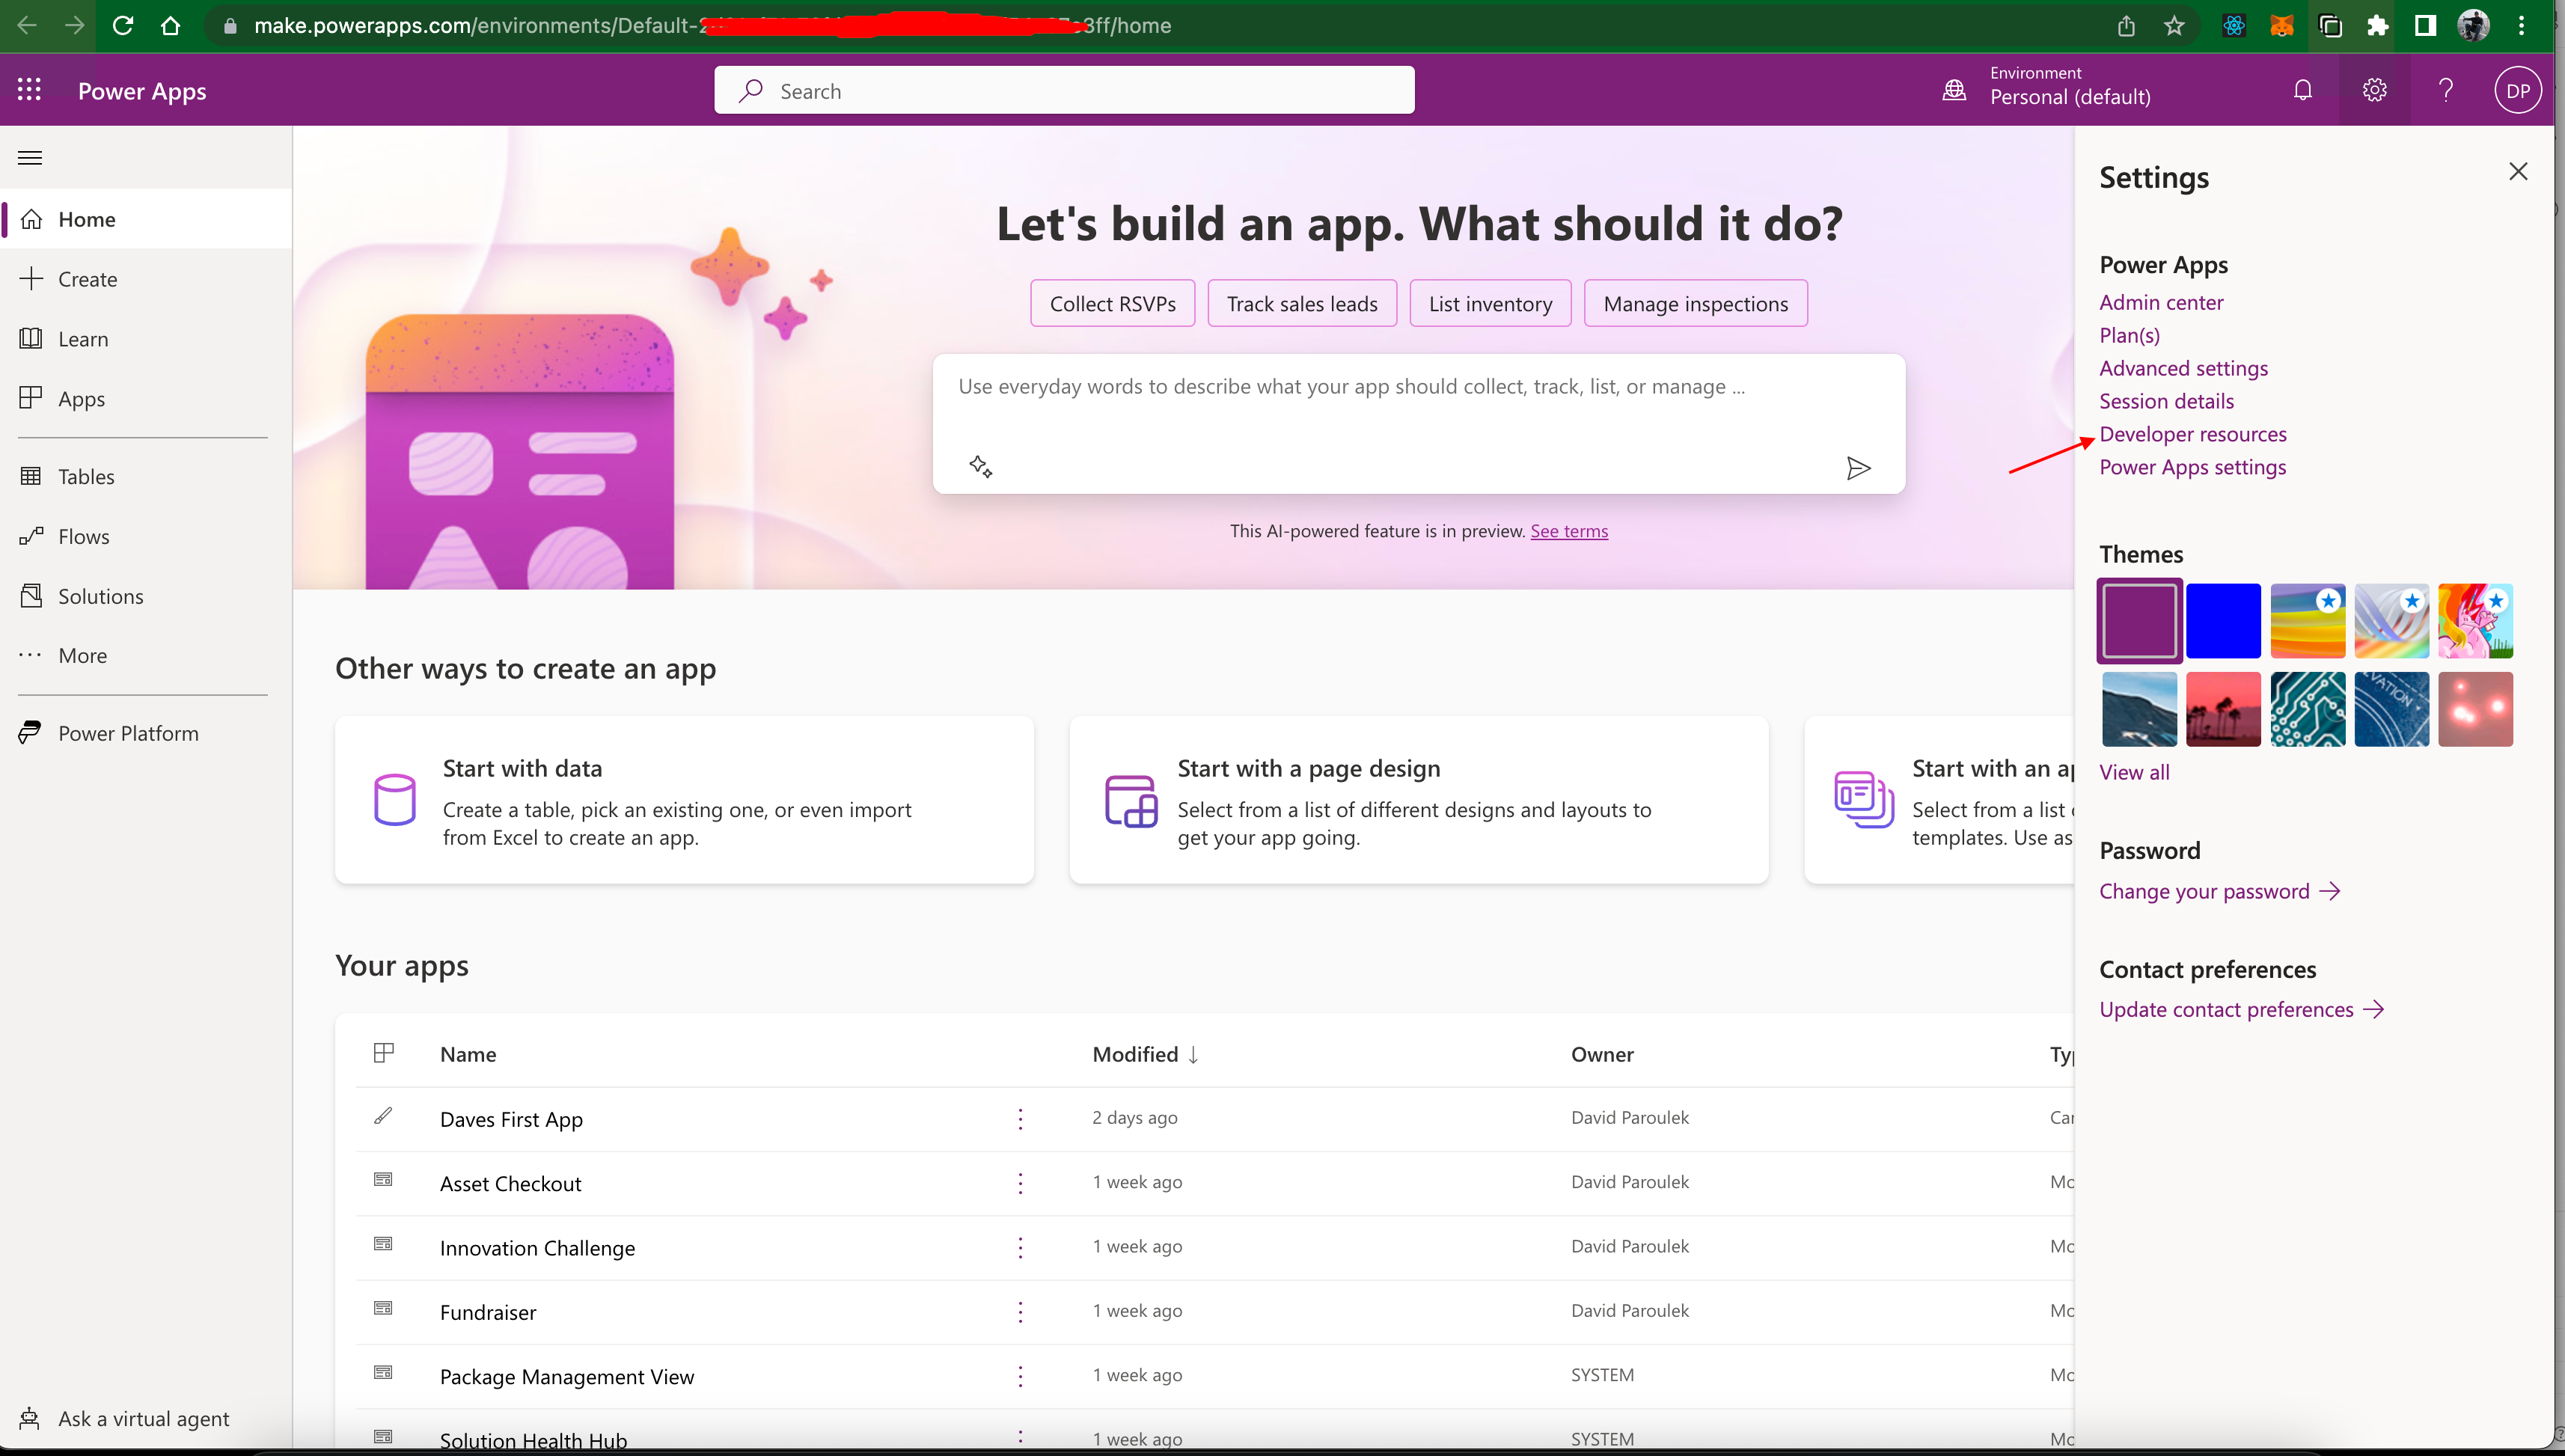 make.powerapps.com/environments/Default-2 3ff/home
Power Apps
Search
Environment
Personal (default)
DP
Home
Create
Learn
Apps
Tables
Flows
Solutions
More
Power Platform
Ask a virtual agent
Let's build an app. What should it do?
Collect RSVPs
Track sales leads
List inventory
Manage inspections
Use everyday words to describe what your app should collect, track, list, or manage ...
This AI-powered feature is in preview. See terms
Other ways to create an app
Start with data
Create a table, pick an existing one, or even import
from Excel to create an app.
Start with a page design
Select from a list of different designs and layouts to
get your app going.
Start with an ap
Select from a list
templates. Use as
Your apps
Name Modified ↓ Owner Typ
Daves First App 2 days ago David Paroulek Can
Asset Checkout 1 week ago David Paroulek Mo
Innovation Challenge 1 week ago David Paroulek Mo
Fundraiser 1 week ago David Paroulek Mo
Package Management View 1 week ago SYSTEM Mo
Solution Health Hub 1 week ago SYSTEM Mo
Settings
Power Apps
Admin center
Plan(s)
Advanced settings
Session details
Developer resources
Power Apps settings
Themes
VATION
View all
Password
Change your password →
Contact preferences
Update contact preferences →